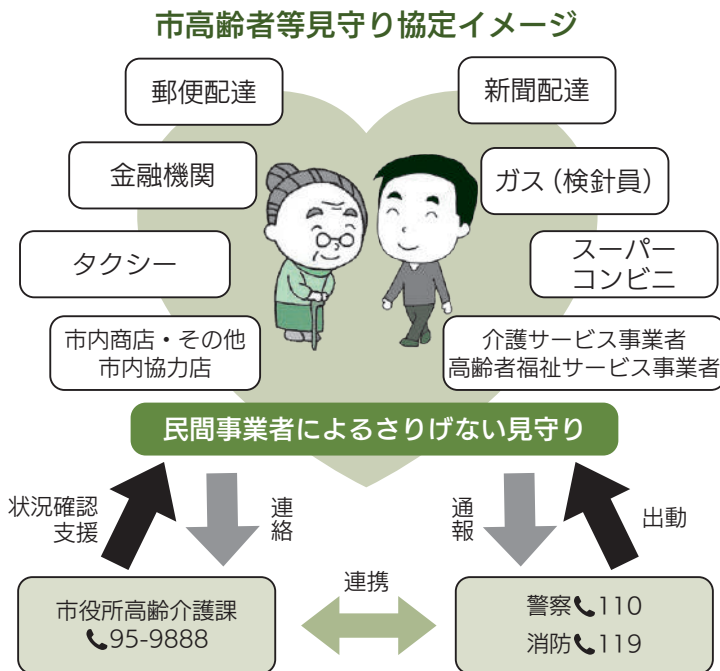 市高齢者等見守り協定イメージ
郵便配達
新聞配達
金融機関
ガス（検針員）
タクシー
スーパー
コンビニ
市内商店・その他
市内協力店
介護サービス事業者
高齢者福祉サービス事業者
民間事業者によるさりげない見守り
状況確認
支援
連絡
通報
出動
市役所高齢介護課
95-9888
連携
警察110
消防119